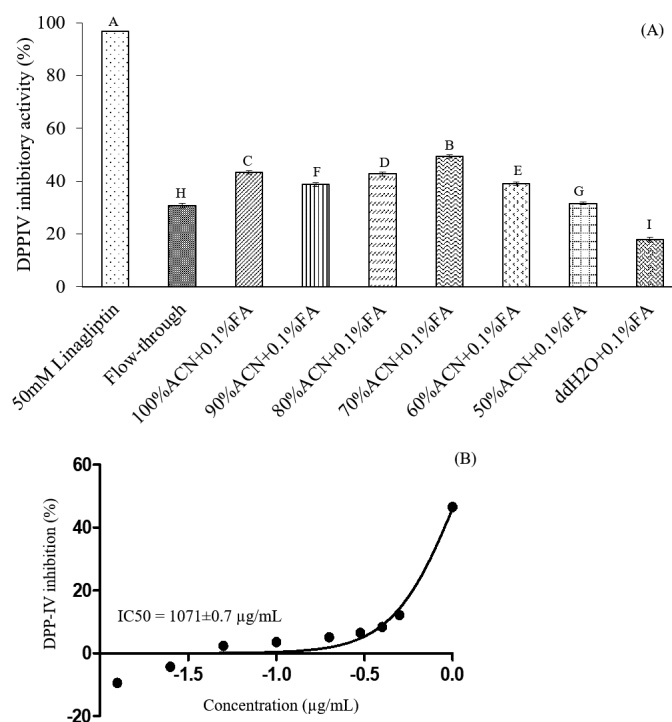 (A)
DPPIV inhibitory activity (%)
100
80
60
40
20
0
A
H
C
F
D
B
E
G
I
50mM Linagliptin
Flow-through
100%ACN+0.1%FA
90%ACN+0.1%FA
80%ACN+0.1%FA
70%ACN+0.1%FA
60%ACN+0.1%FA
50%ACN+0.1%FA
ddH2O+0.1%FA
(B)
DPP-IV inhibition (%)
60
40
20
0
-20
IC50 = 1071±0.7 µg/mL
-1.5
-1.0
-0.5
0.0
Concentration (µg/mL)